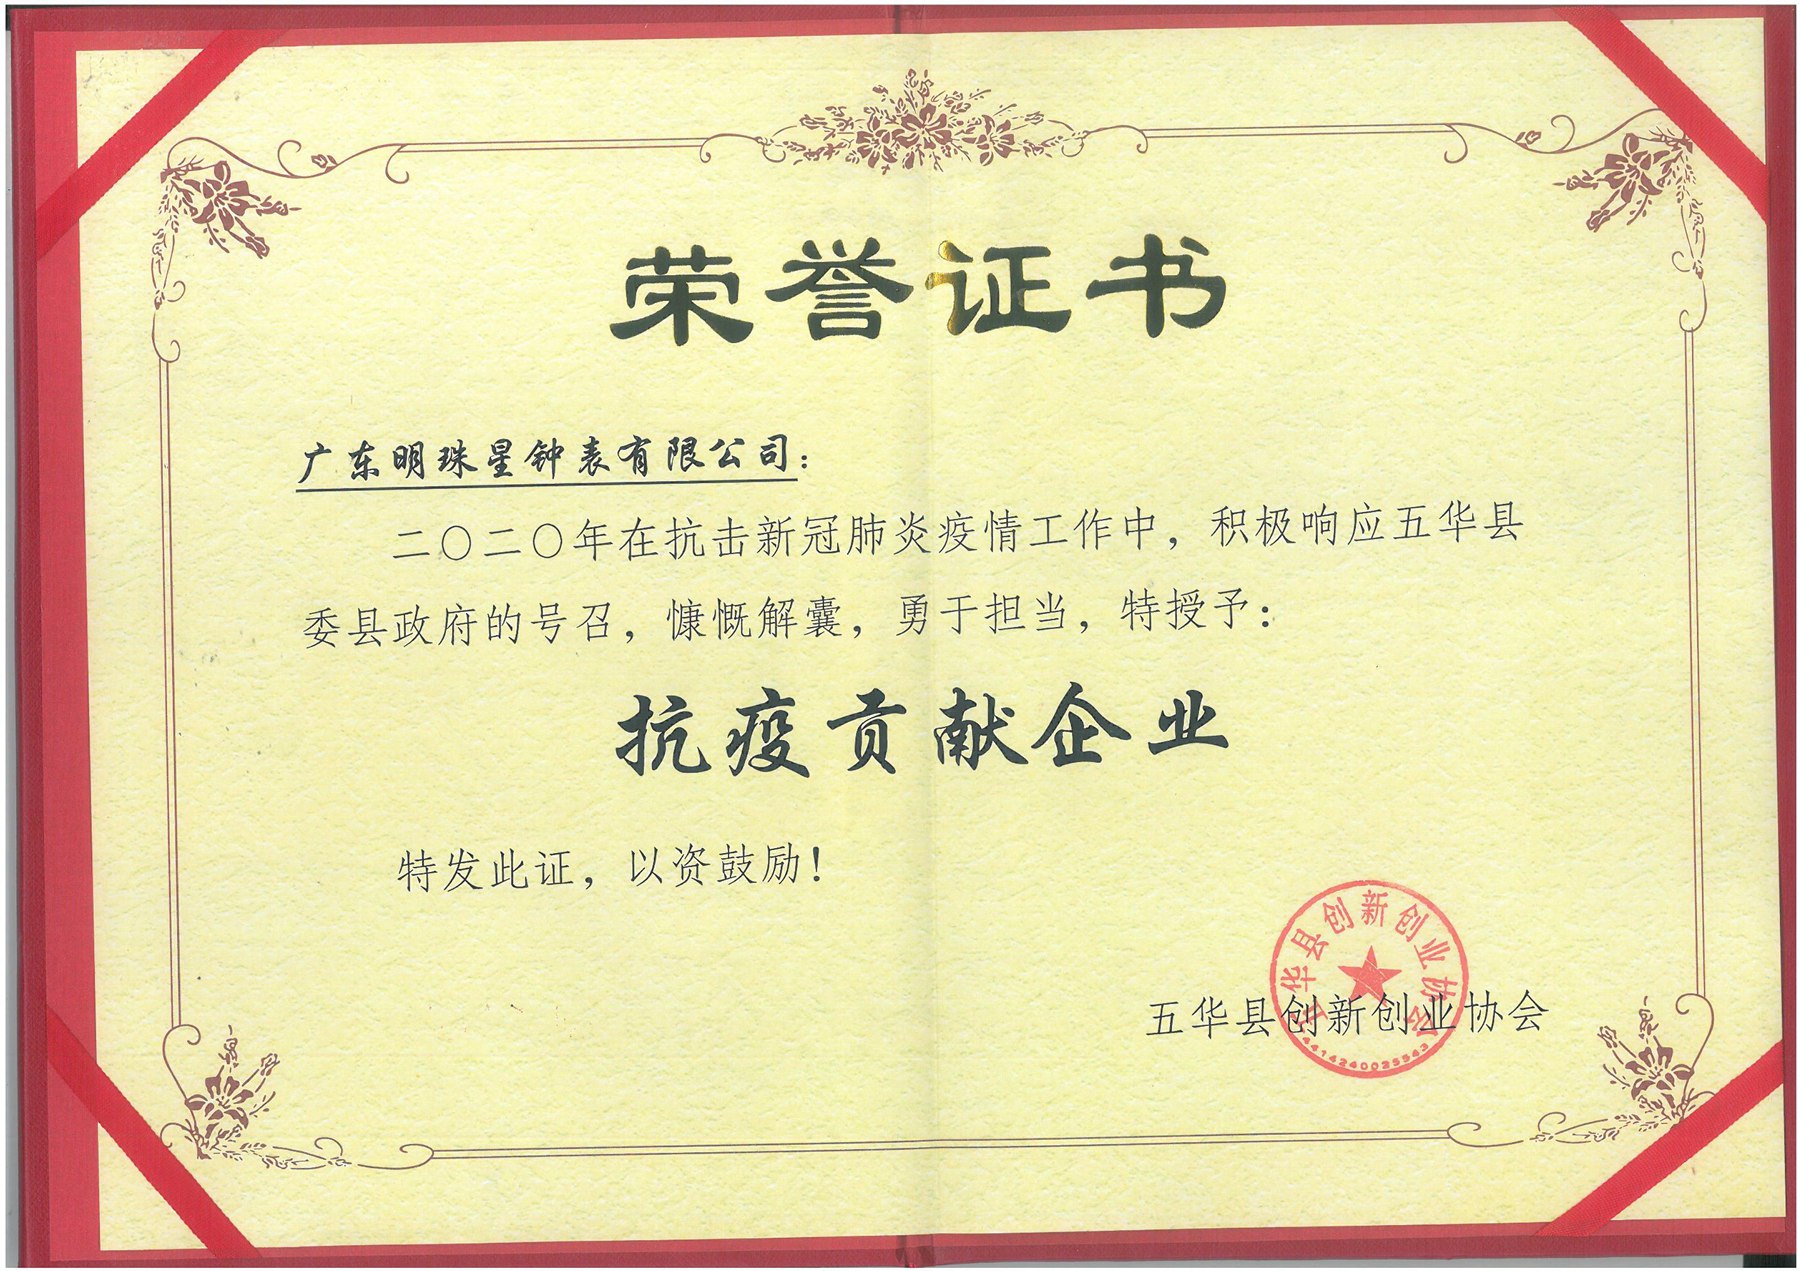 荣誉证书
广东明珠星钟表有限公司：
二〇二〇年在抗击新冠肺炎疫情工作中，积极响应五华县
委县政府的号召，慷慨解囊，勇于担当，特授予：
抗疫贡献企业
特发此证，以资鼓励！
五华县创新创业协会
五华县创新创业协会
4414240025543